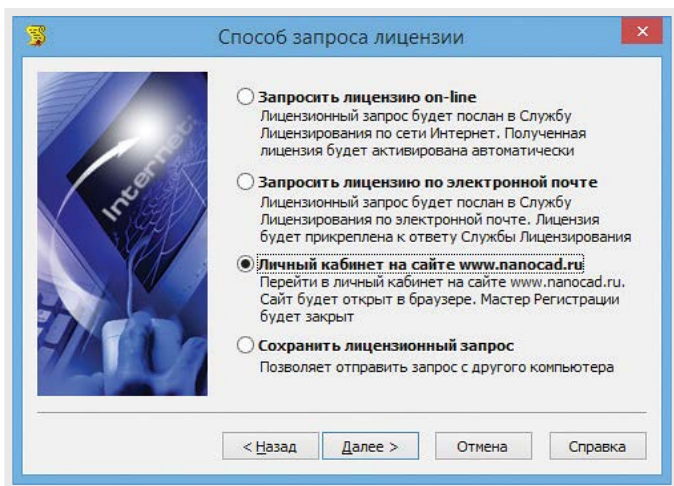 Способ запроса лицензии
Internet:
Запросить лицензию on-line
Лицензионный запрос будет послан в Службу
Лицензирования по сети Интернет. Полученная
лицензия будет активирована автоматически
Запросить лицензию по электронной почте
Лицензионный запрос будет послан в Службу
Лицензирования по электронной почте. Лицензия
будет прикреплена к ответу Службы Лицензирования
Личный кабинет на сайте www.nanocad.ru
Перейти в личный кабинет на сайте www.nanocad.ru.
Сайт будет открыт в браузере. Мастер Регистрации
будет закрыт
Сохранить лицензионный запрос
Позволяет отправить запрос с другого компьютера
< Назад Далее > Отмена Справка